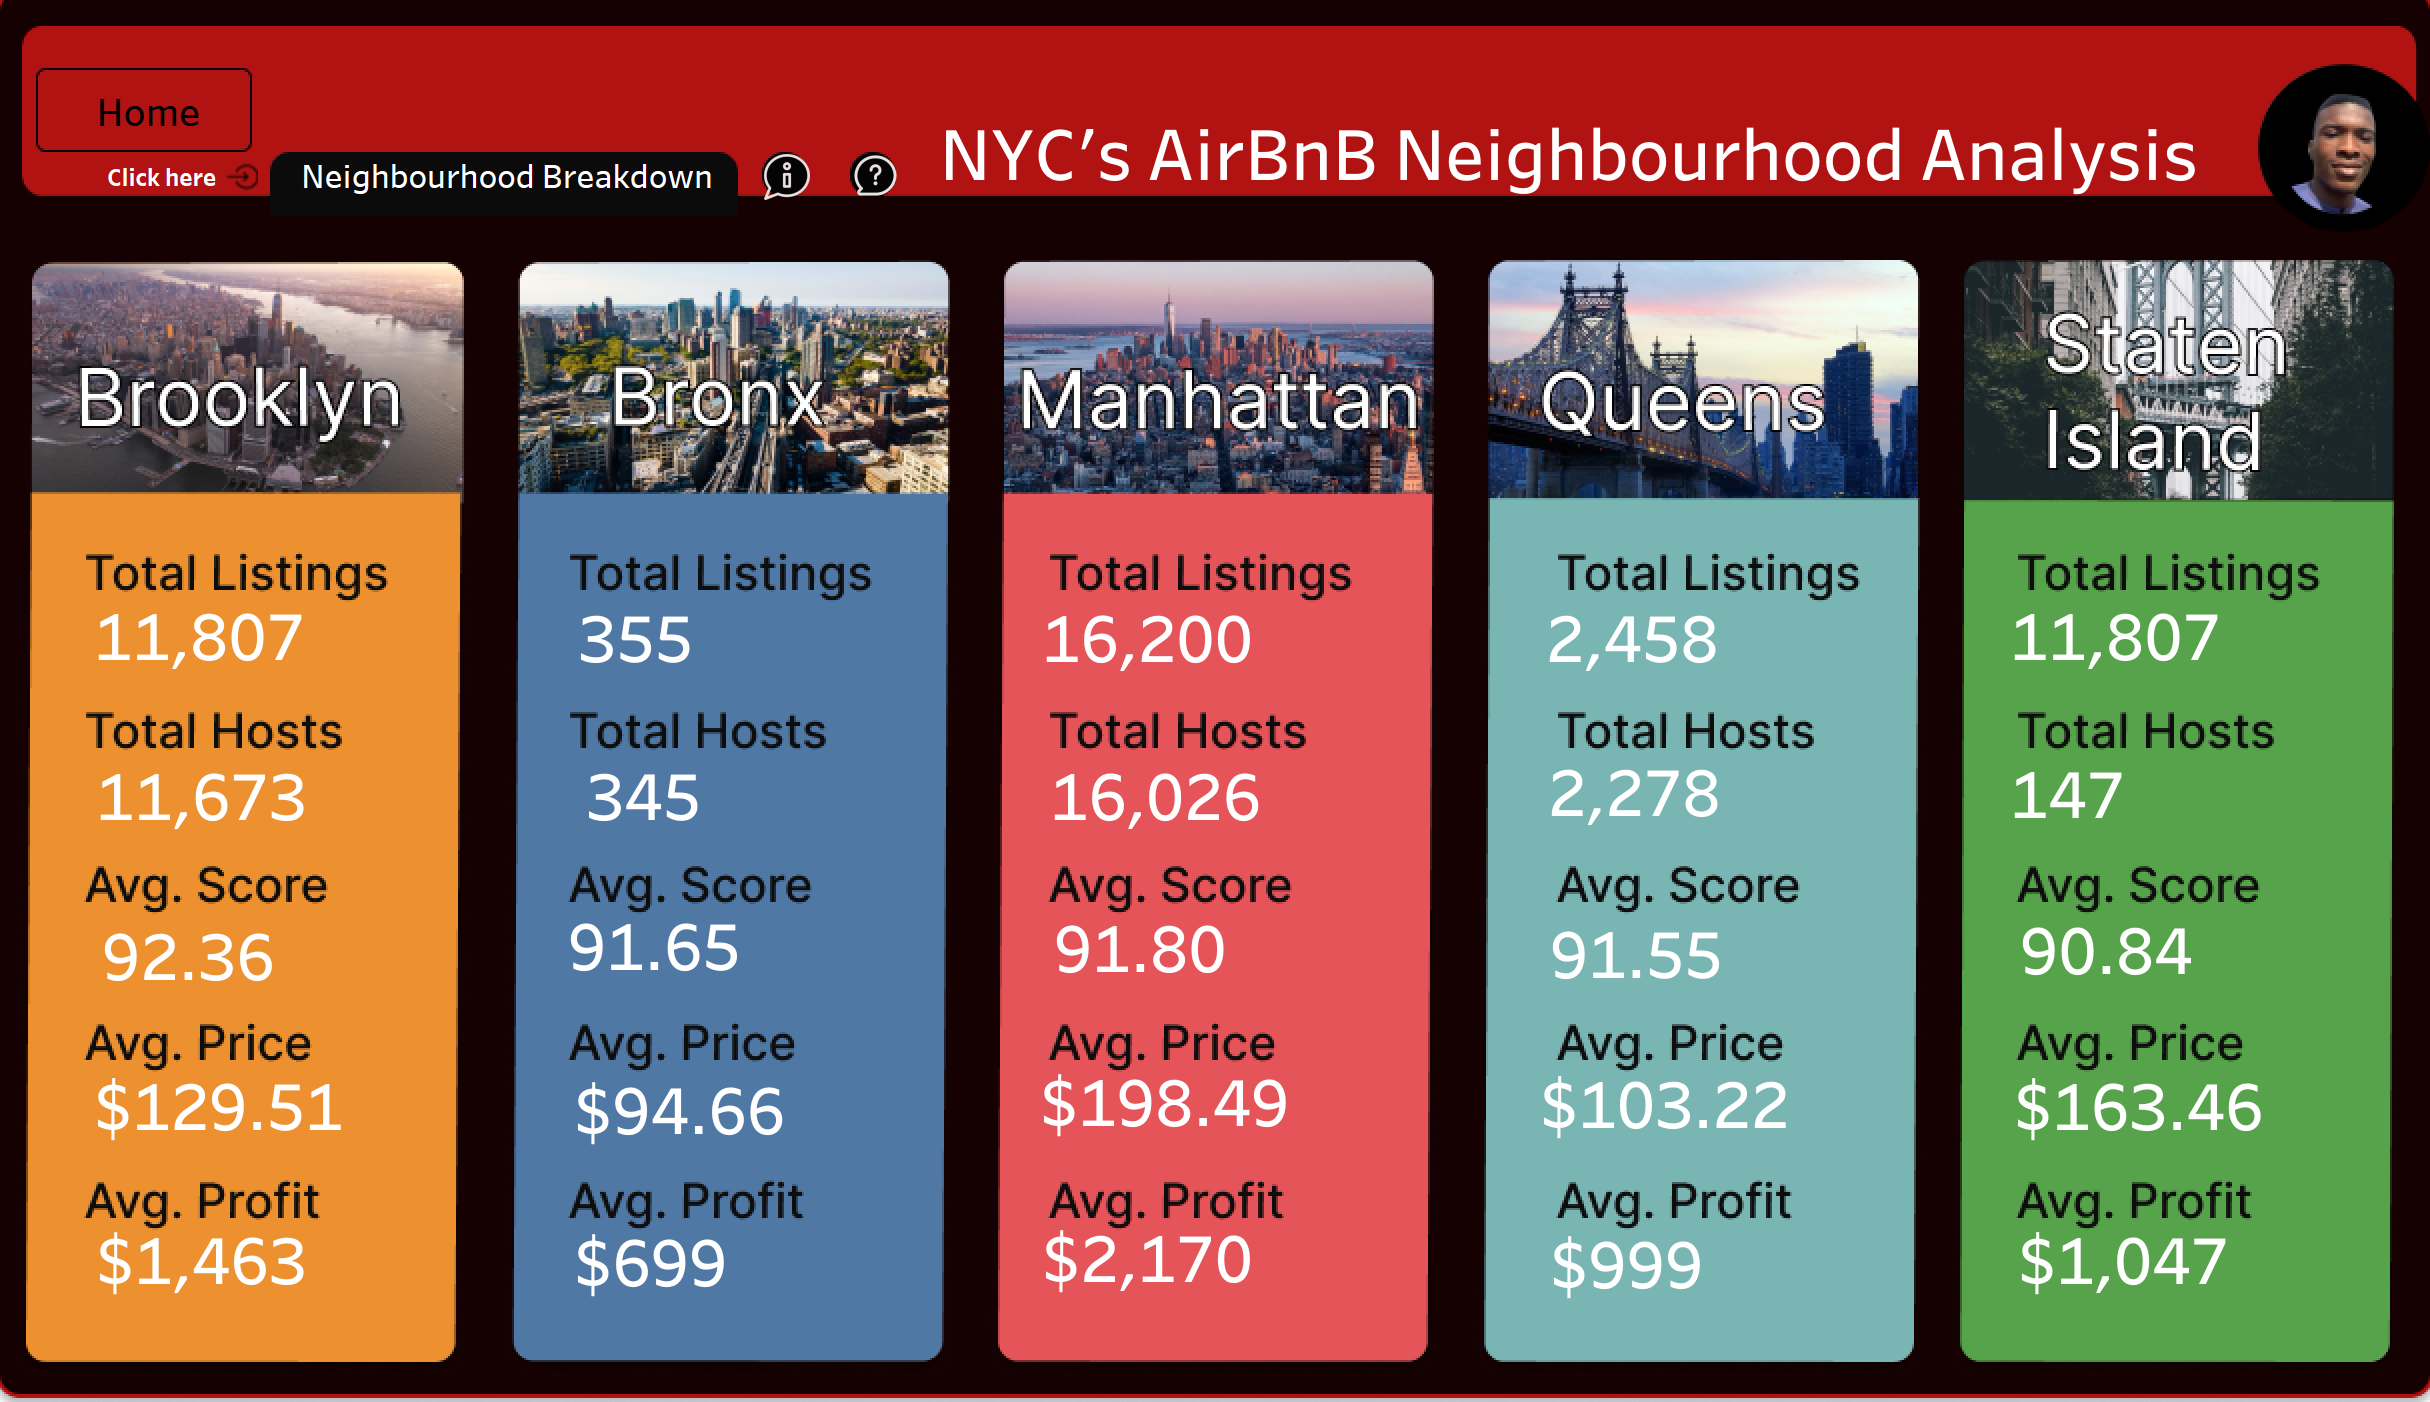 Home
Click here
Neighbourhood Breakdown
i
?
NYC’s AirBnB Neighbourhood Analysis
Brooklyn
Total Listings
11,807
Total Hosts
11,673
Avg. Score
92.36
Avg. Price
$129.51
Avg. Profit
$1,463
Bronx
Total Listings
355
Total Hosts
345
Avg. Score
91.65
Avg. Price
$94.66
Avg. Profit
$699
Manhattan
Total Listings
16,200
Total Hosts
16,026
Avg. Score
91.80
Avg. Price
$198.49
Avg. Profit
$2,170
Queens
Total Listings
2,458
Total Hosts
2,278
Avg. Score
91.55
Avg. Price
$103.22
Avg. Profit
$999
Staten
Island
Total Listings
11,807
Total Hosts
147
Avg. Score
90.84
Avg. Price
$163.46
Avg. Profit
$1,047